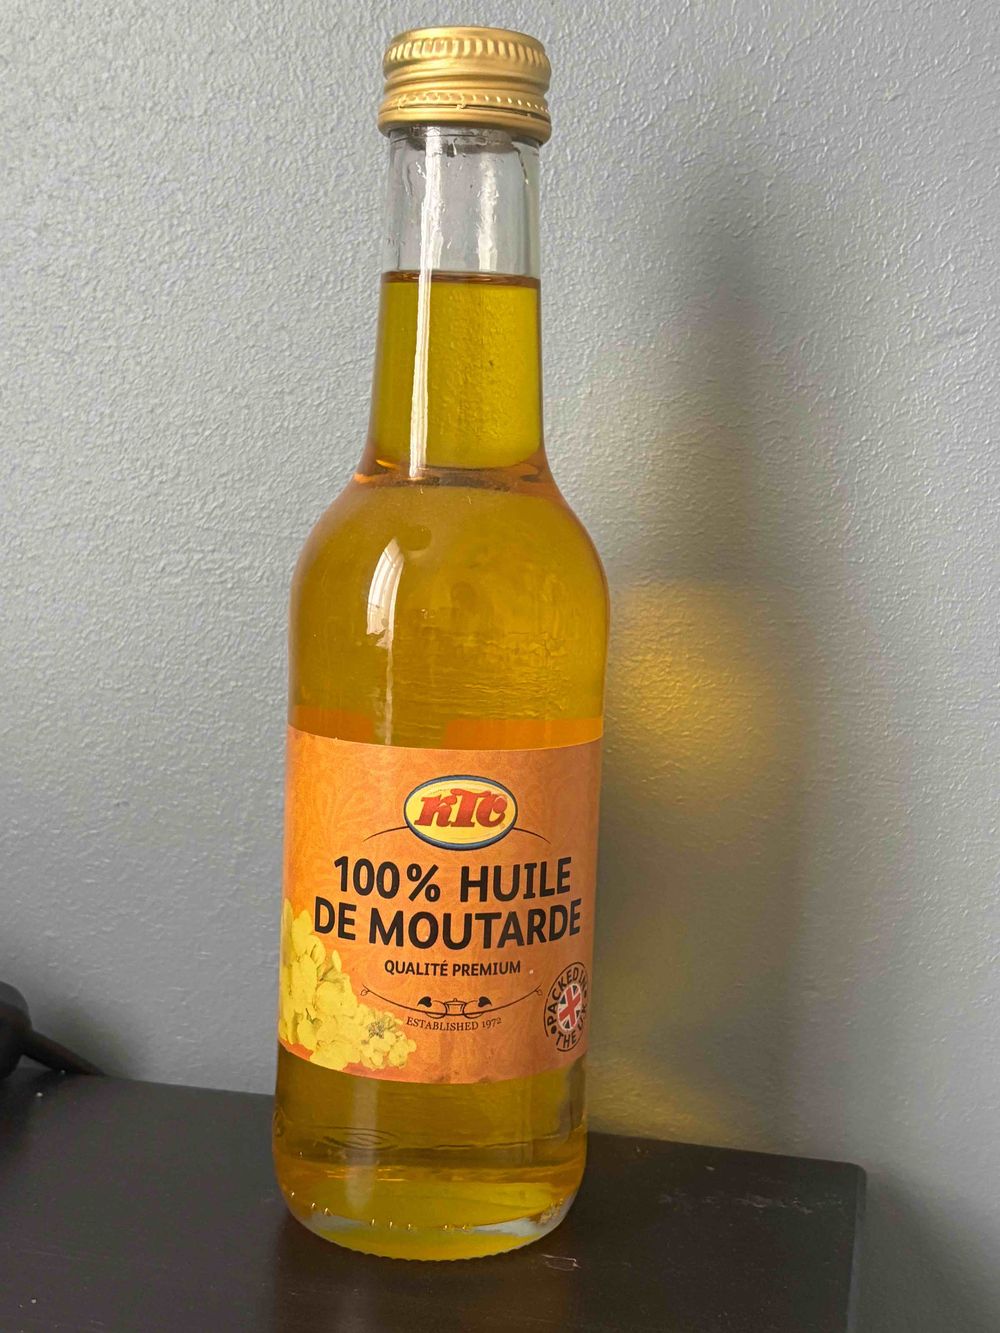 KTC
100% HUILE
DE MOUTARDE
QUALITÉ PREMIUM
ESTABLISHED 1972
PACKED IN
THE UK